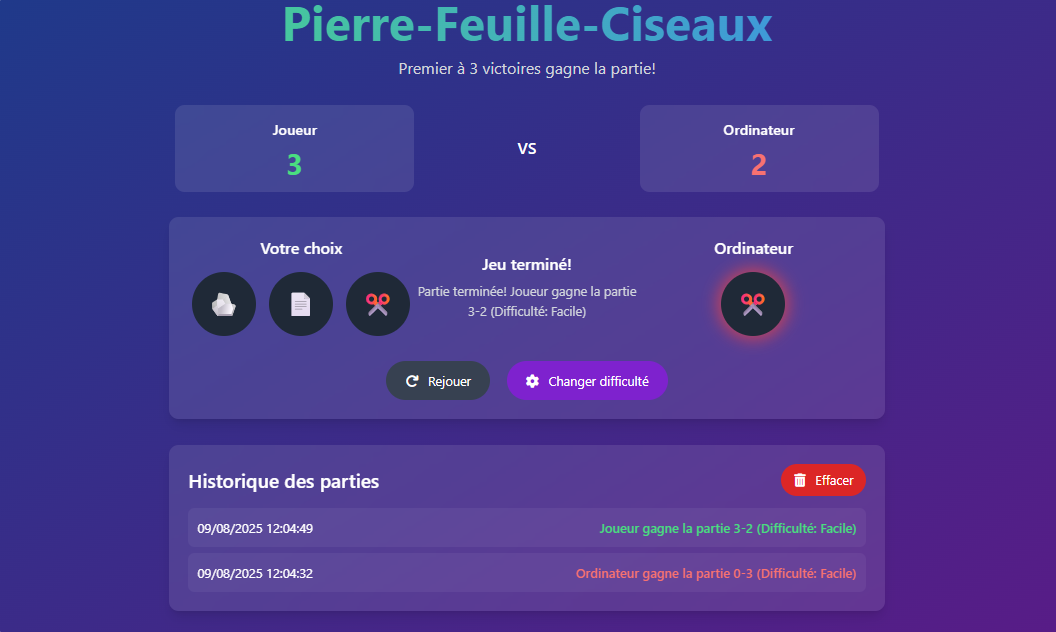 Pierre-Feuille-Ciseaux
Premier à 3 victoires gagne la partie!
Joueur
3
VS
Ordinateur
2
Votre choix
Jeu terminé!
Partie terminée! Joueur gagne la partie
3-2 (Difficulté: Facile)
Ordinateur
Rejouer
Changer difficulté
Historique des parties
Effacer
09/08/2025 12:04:49
Joueur gagne la partie 3-2 (Difficulté: Facile)
09/08/2025 12:04:32
Ordinateur gagne la partie 0-3 (Difficulté: Facile)